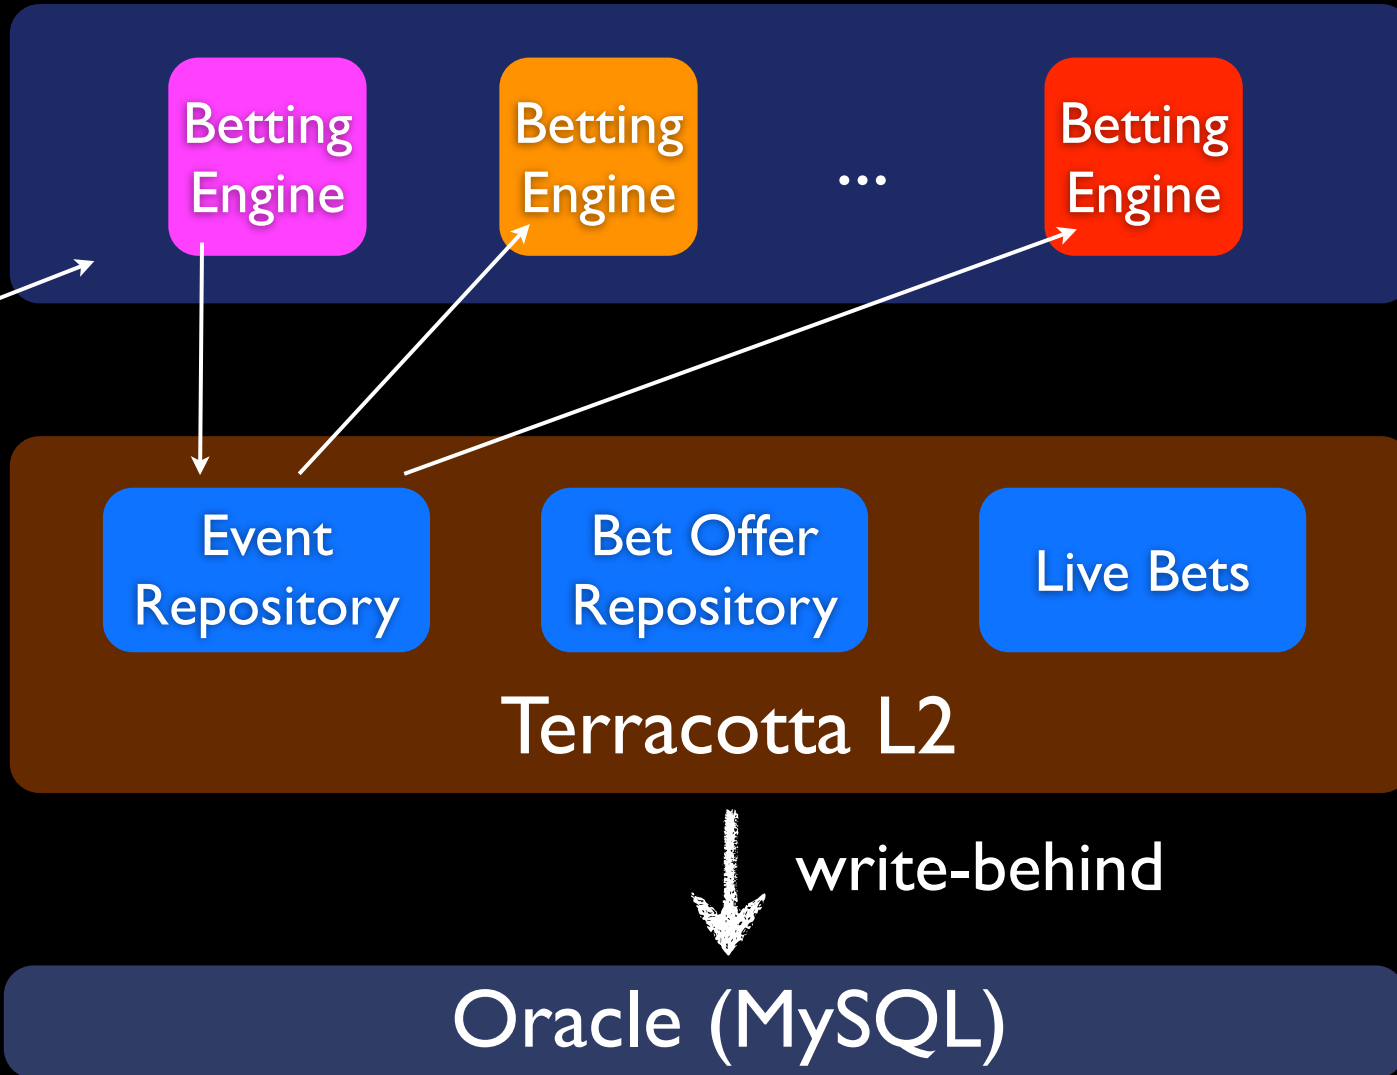 Betting
Engine
Betting
Engine
...
Betting
Engine
Event
Repository
Bet Offer
Repository
Live Bets
Terracotta L2
write-behind
Oracle (MySQL)